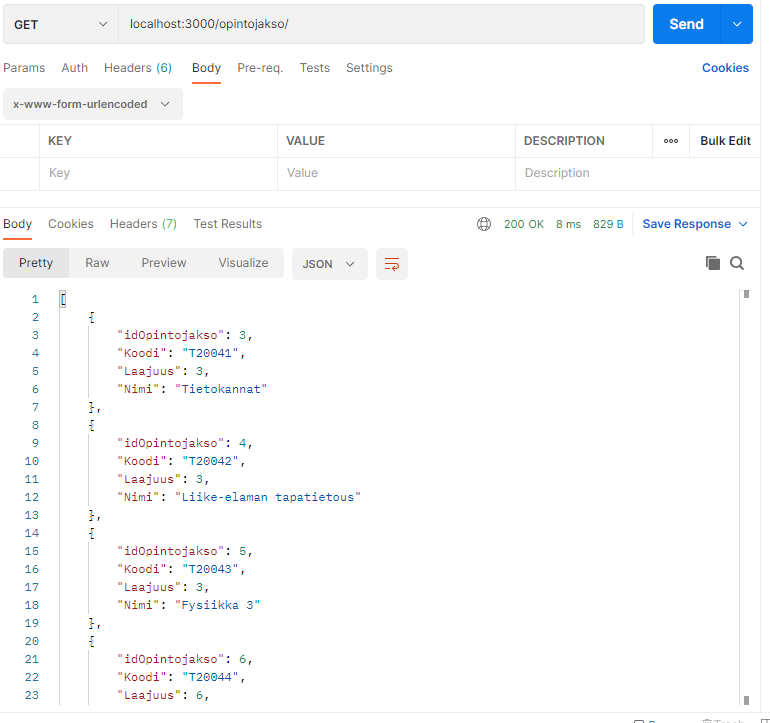 GET localhost:3000/opintojakso/ Send
Params Auth Headers (6) Body Pre-req. Tests Settings Cookies
x-www-form-urlencoded
KEY VALUE DESCRIPTION ooo Bulk Edit
Key Value Description
Body Cookies Headers (7) Test Results 200 OK 8 ms 829 B Save Response
Pretty Raw Preview Visualize JSON
1 [
2 {
3 "idOpintojakso": 3,
4 "Koodi": "T20041",
5 "Laajuus": 3,
6 "Nimi": "Tietokannat"
7 },
8 {
9 "idOpintojakso": 4,
10 "Koodi": "T20042",
11 "Laajuus": 3,
12 "Nimi": "Liike-elaman tapatietous"
13 },
14 {
15 "idOpintojakso": 5,
16 "Koodi": "T20043",
17 "Laajuus": 3,
18 "Nimi": "Fysiikka 3"
19 },
20 {
21 "idOpintojakso": 6,
22 "Koodi": "T20044",
23 "Laajuus": 6,